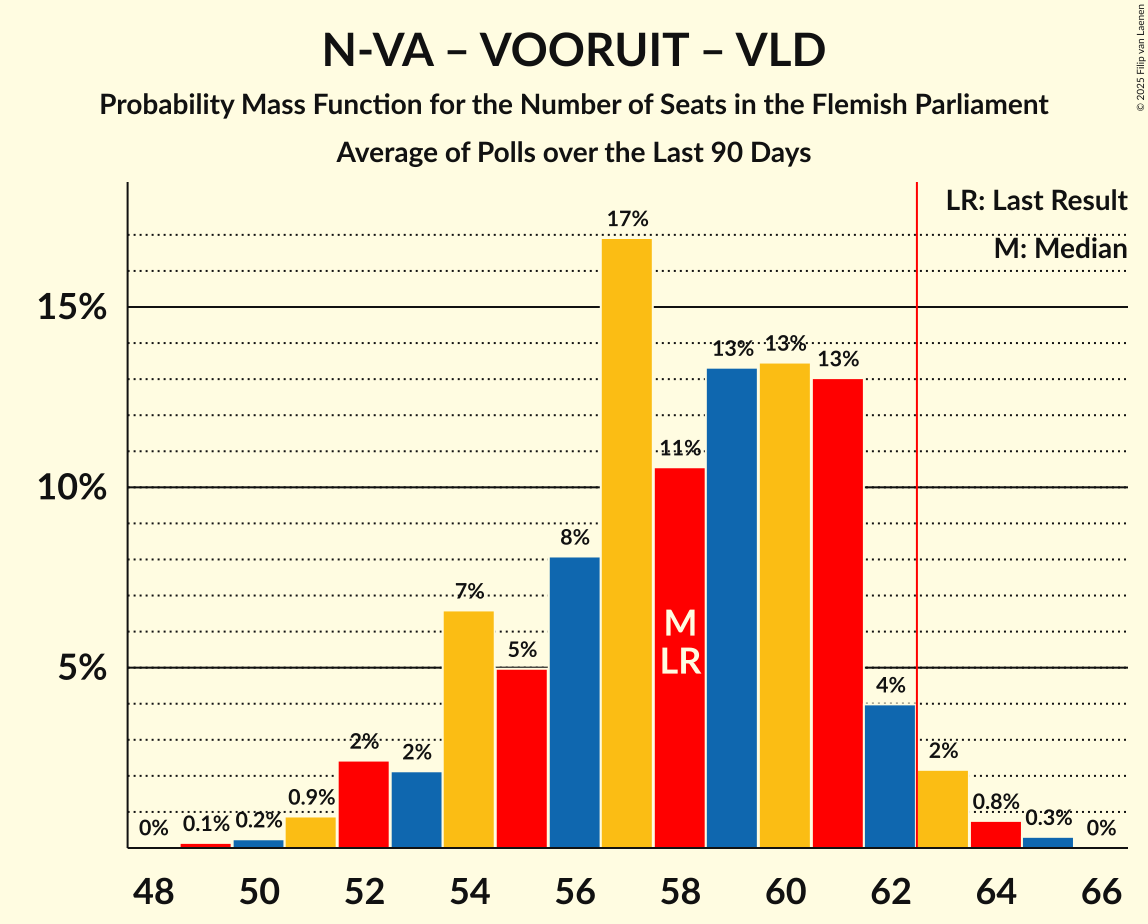 N-VA – VOORUIT – VLD
Probability Mass Function for the Number of Seats in the Flemish Parliament
Average of Polls over the Last 90 Days
© 2025 Filip van Laenen
LR: Last Result
M: Median
15%
10%
5%
0%
0.1%
0.2%
0.9%
2%
2%
7%
5%
8%
17%
11%
13%
13%
13%
4%
2%
0.8%
0.3%
0%
M
LR
48 50 52 54 56 58 60 62 64 66